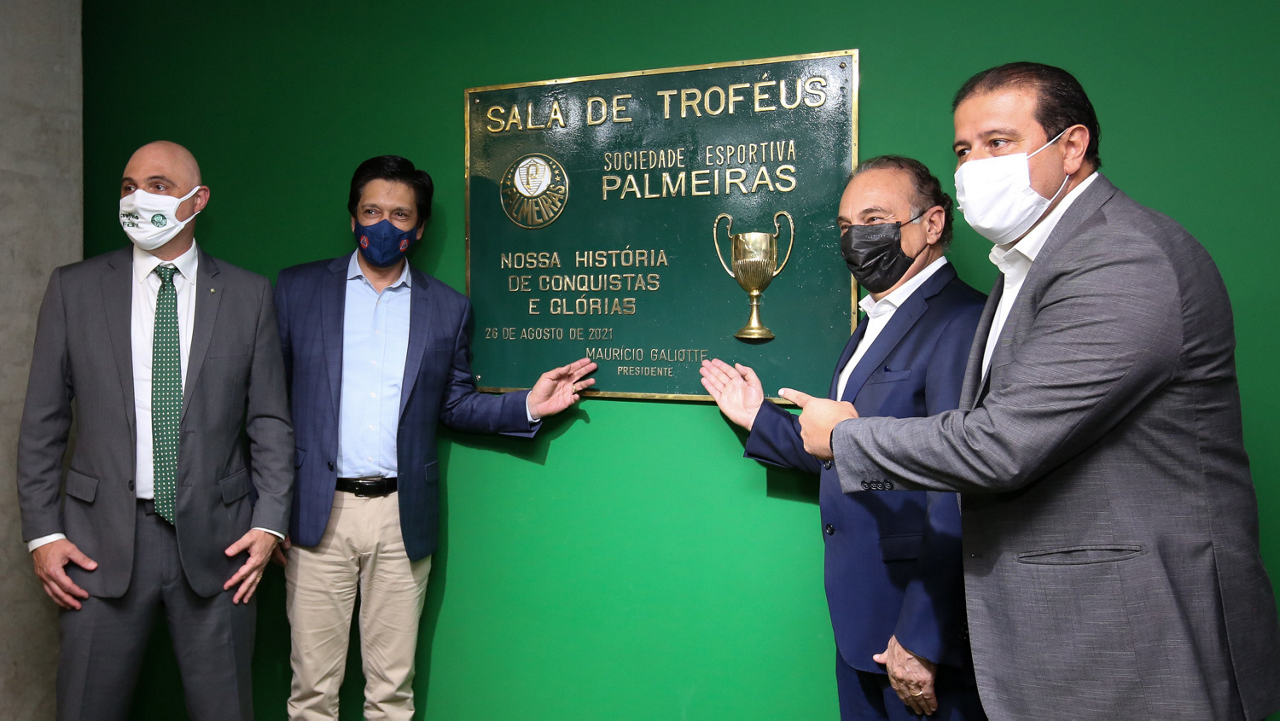 SALA DE TROFÉUS
SOCIEDADE ESPORTIVA
PALMEIRAS
PALMEIRAS
NOSSA HISTÓRIA
DE CONQUISTAS
E GLÓRIAS
26 DE AGOSTO DE 2021
MAURÍCIO GALIOTTE
PRESIDENTE